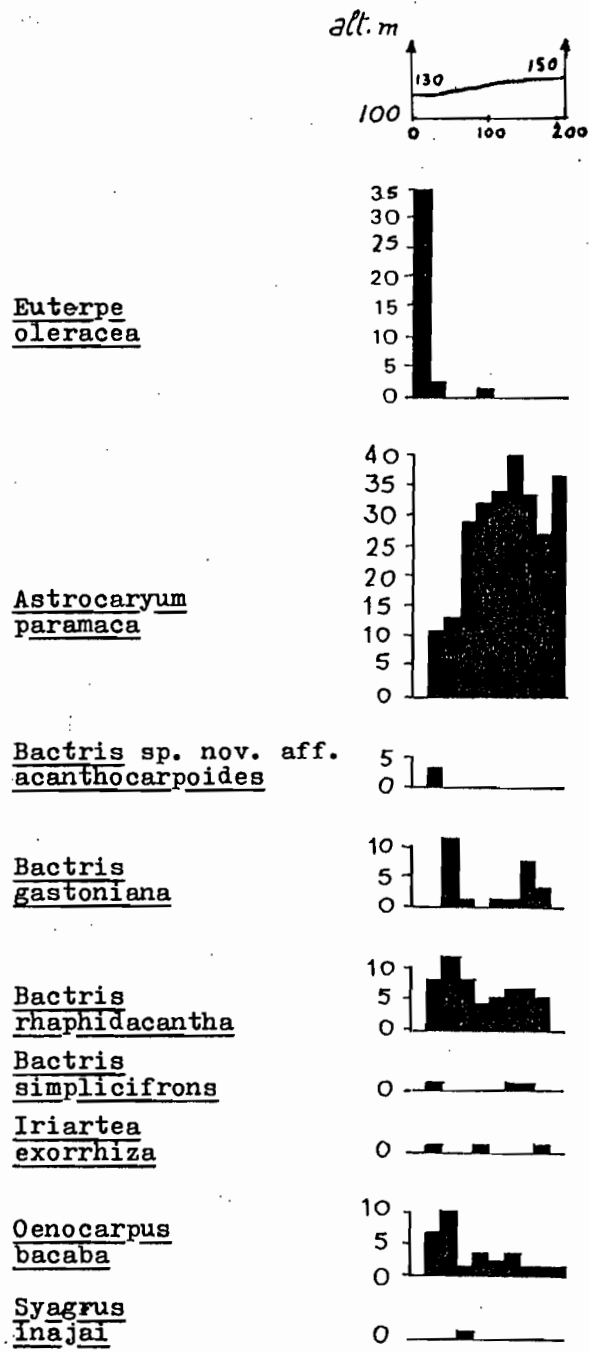 alt. m
130 150
100
0 100 200
35
30
25
20
15
10
5
0
Euterpe
oleracea
40
35
30
25
20
15
10
5
0
Astrocaryum
paramaca
Bactris sp. nov. aff.
acanthocarpoides
5
0
Bactris
gastoniana
10
5
0
Bactris
rhaphidacantha
10
5
0
Bactris
simplicifrons
0
Iriartea
exorrhiza
0
Oenocarpus
bacaba
10
5
0
Syagrus
inajai
0